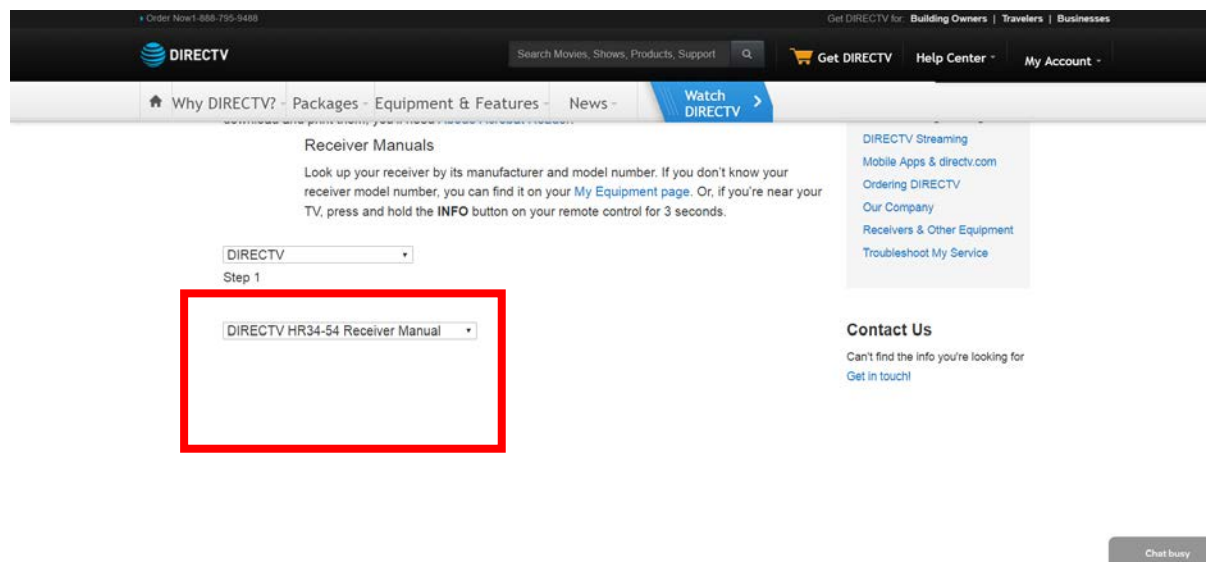 Order Now1-888-795-9488
Get DIRECTV for: Building Owners | Travelers | Businesses
DIRECTV
Search Movies, Shows, Products, Support
Get DIRECTV
Help Center
My Account
Why DIRECTV?
Packages
Equipment & Features
News
Watch
DIRECTV
Receiver Manuals
Look up your receiver by its manufacturer and model number. If you don't know your
receiver model number, you can find it on your My Equipment page. Or, if you're near your
TV, press and hold the INFO button on your remote control for 3 seconds.
DIRECTV
Step 1
DIRECTV HR34-54 Receiver Manual
DIRECTV Streaming
Mobile Apps & directv.com
Ordering DIRECTV
Our Company
Receivers & Other Equipment
Troubleshoot My Service
Contact Us
Can't find the info you're looking for
Get in touch!
Chat busy